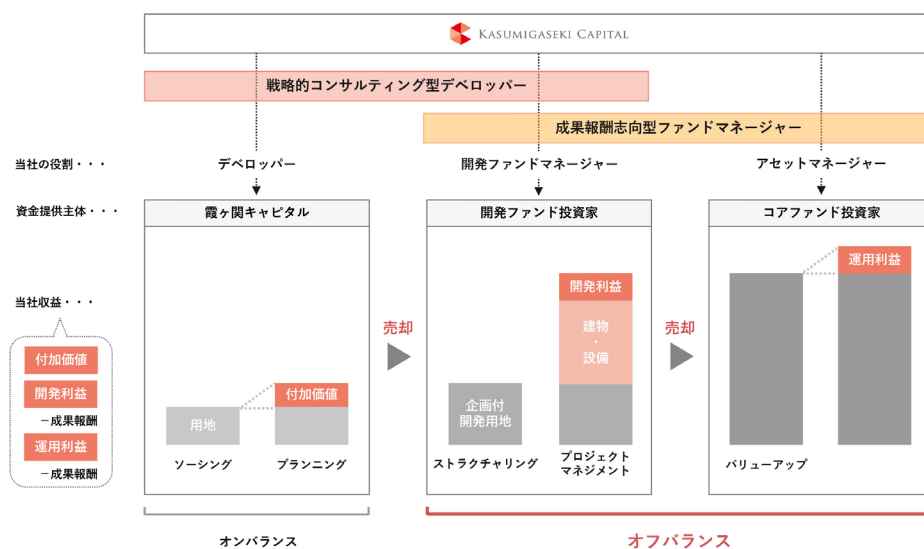 KASUMIGASEKI CAPITAL
戦略的コンサルティング型デベロッパー
成果報酬志向型ファンドマネージャー
当社の役割・・・
デベロッパー
開発ファンドマネージャー
アセットマネージャー
資金提供主体・・・
霞ヶ関キャピタル
開発ファンド投資家
コアファンド投資家
当社収益・・・
付加価値
開発利益
－成果報酬
運用利益
－成果報酬
用地
付加価値
ソーシング
プランニング
売却
企画付
開発用地
開発利益
建物
・
設備
ストラクチャリング
プロジェクト
マネジメント
売却
運用利益
バリューアップ
オンバランス
オフバランス